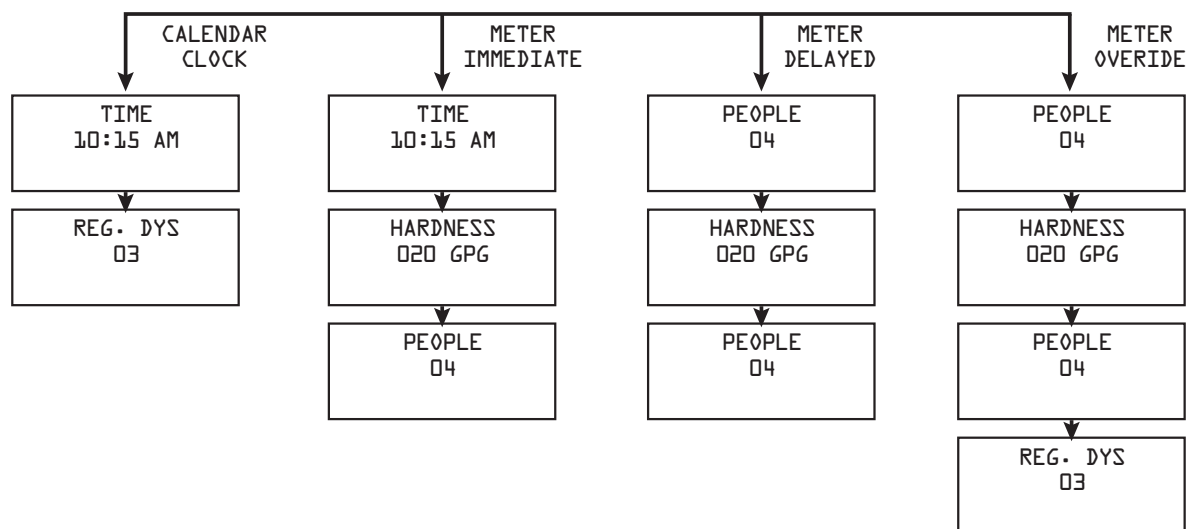 CALENDAR
CLOCK
TIME
10:15 AM
REG. DYS
03
METER
IMMEDIATE
TIME
10:15 AM
HARDNESS
020 GPG
PEOPLE
04
METER
DELAYED
PEOPLE
04
HARDNESS
020 GPG
PEOPLE
04
METER
OVERIDE
PEOPLE
04
HARDNESS
020 GPG
PEOPLE
04
REG. DYS
03